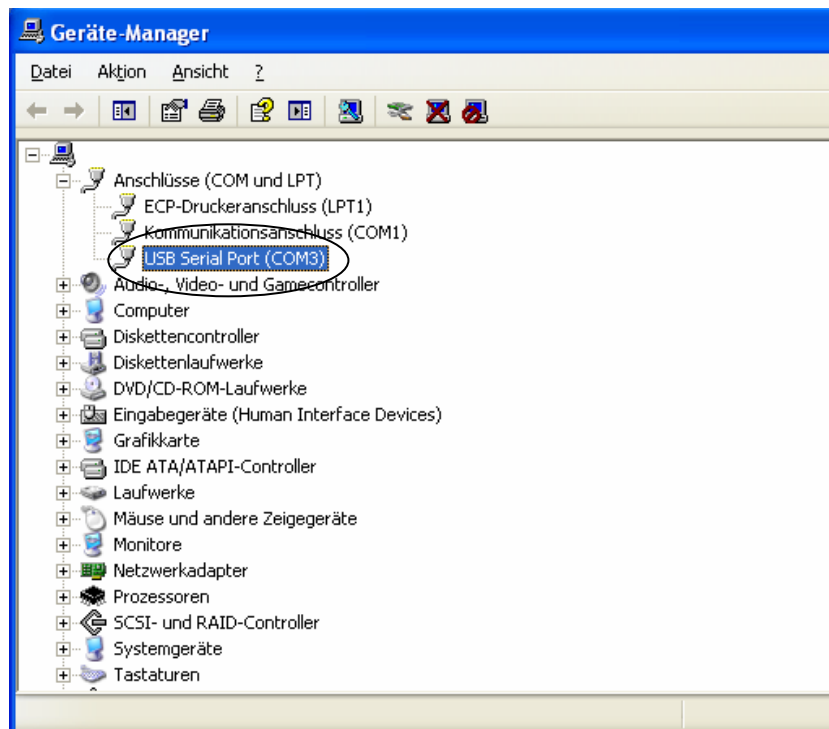 Geräte-Manager
Datei Aktion Ansicht ?
Anschlüsse (COM und LPT)
ECP-Druckeranschluss (LPT1)
Kommunikationsanschluss (COM1)
USB Serial Port (COM3)
Audio-, Video- und Gamecontroller
Computer
Diskettencontroller
Diskettenlaufwerke
DVD/CD-ROM-Laufwerke
Eingabegeräte (Human Interface Devices)
Grafikkarte
IDE ATA/ATAPI-Controller
Laufwerke
Mäuse und andere Zeigegeräte
Monitore
Netzwerkadapter
Prozessoren
SCSI- und RAID-Controller
Systemgeräte
Tastaturen